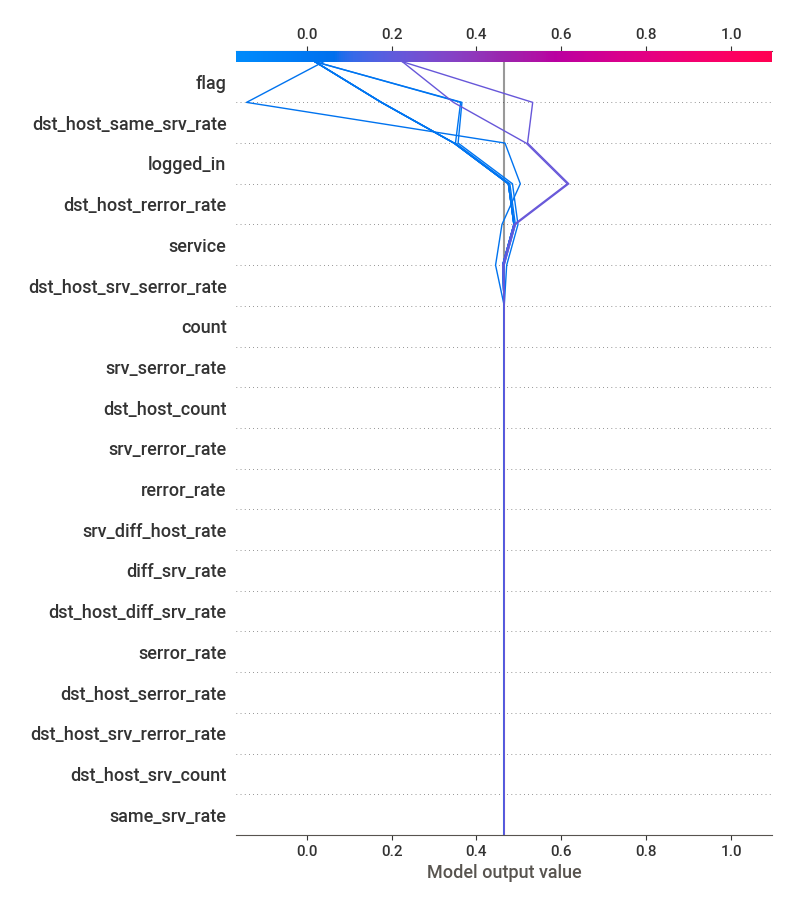 0.0 0.2 0.4 0.6 0.8 1.0
flag
dst_host_same_srv_rate
logged_in
dst_host_rerror_rate
service
dst_host_srv_serror_rate
count
srv_serror_rate
dst_host_count
srv_rerror_rate
rerror_rate
srv_diff_host_rate
diff_srv_rate
dst_host_diff_srv_rate
serror_rate
dst_host_serror_rate
dst_host_srv_rerror_rate
dst_host_srv_count
same_srv_rate
0.0 0.2 0.4 0.6 0.8 1.0
Model output value